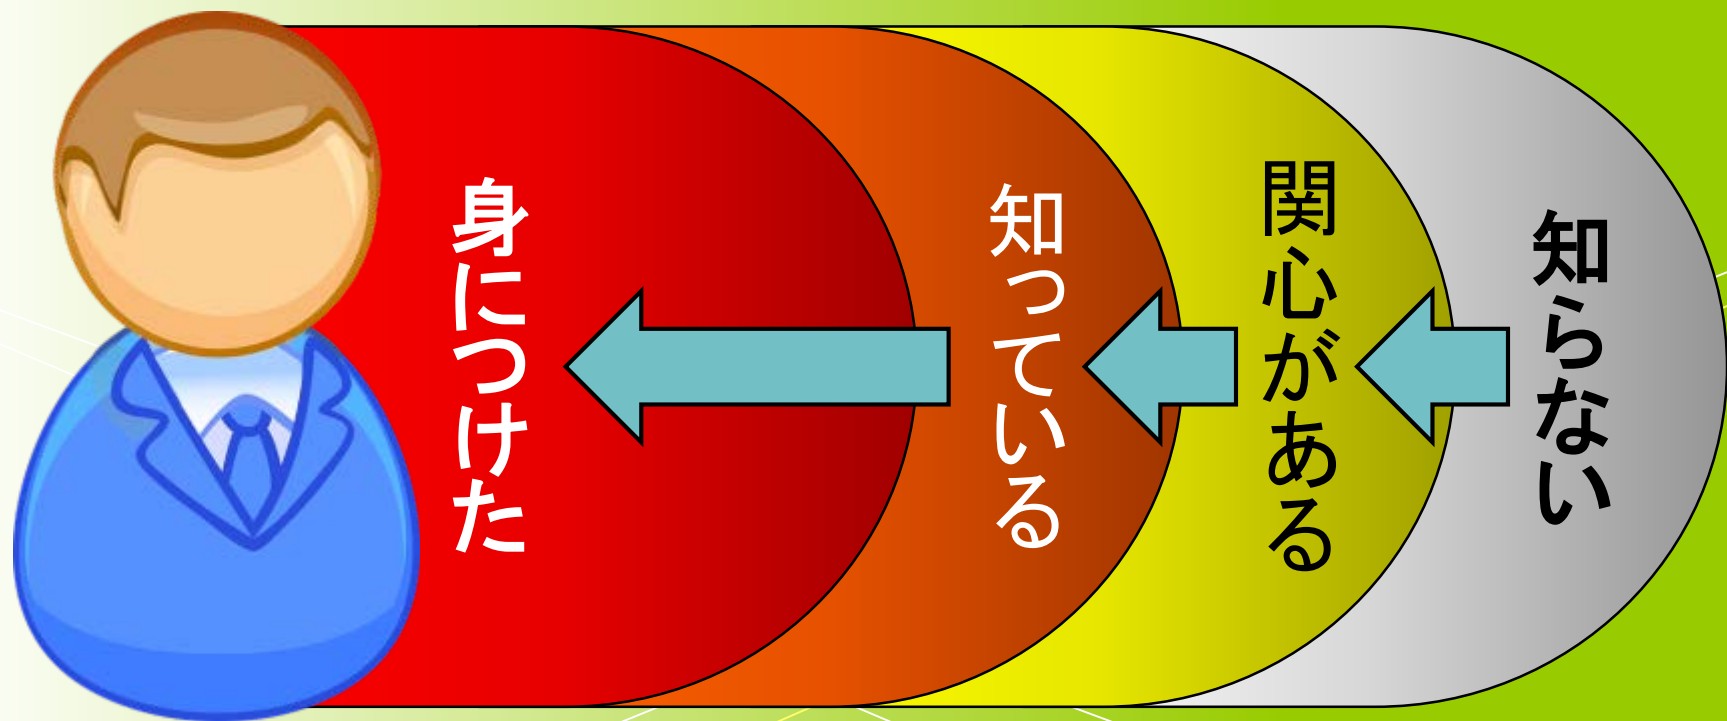 身につけた
知っている
関心がある
知らない